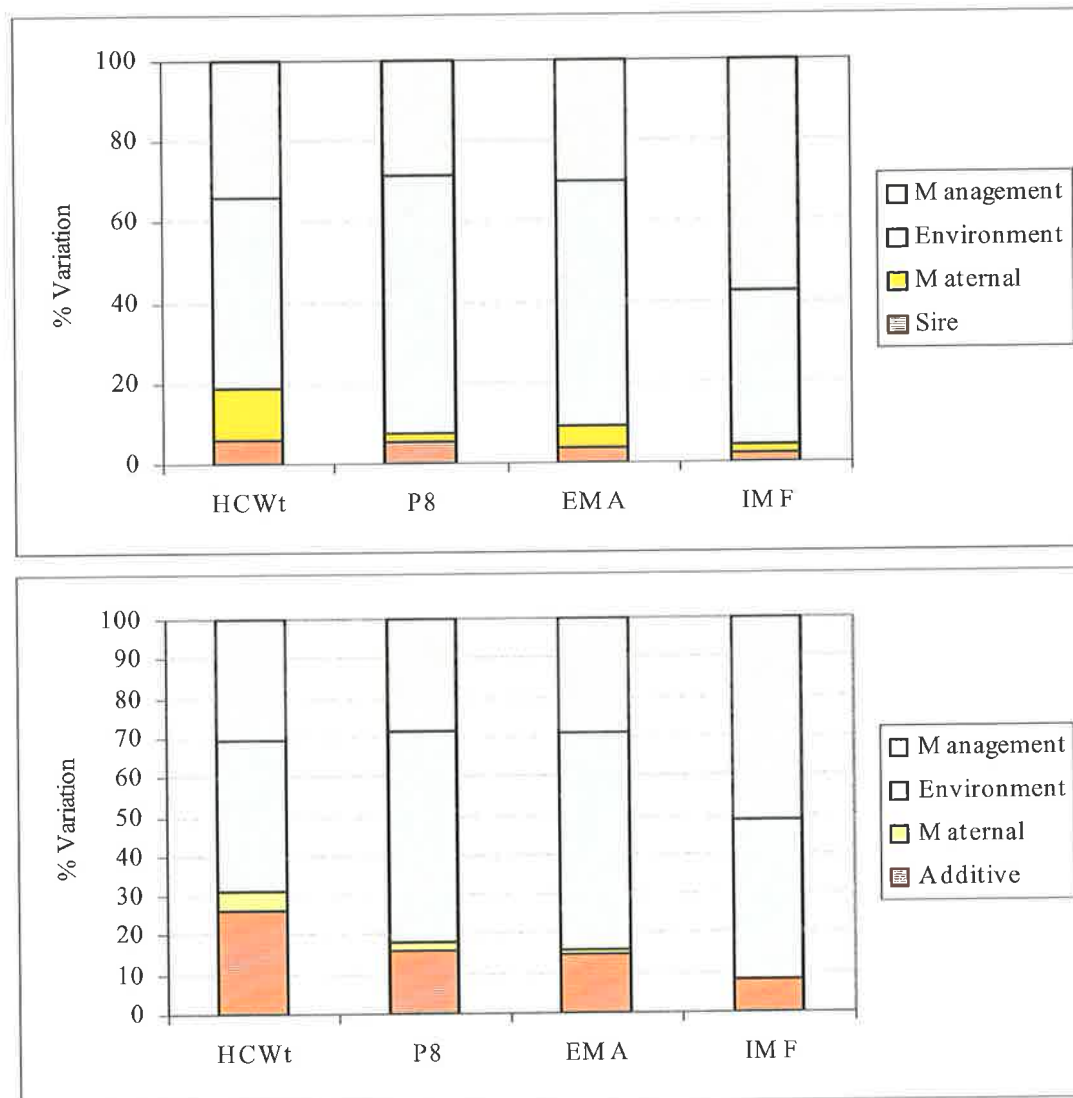 100
80
60
40
20
0
% Variation
HCWt
P8
EMA
IMF
Management
Environment
Maternal
Sire
100
90
80
70
60
50
40
30
20
10
0
% Variation
HCWt
P8
EMA
IMF
Management
Environment
Maternal
Additive